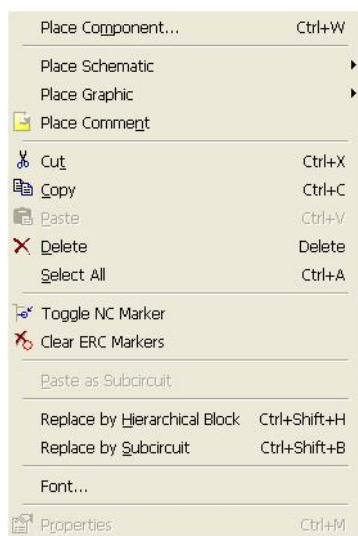 Place Component... Ctrl+W
Place Schematic
Place Graphic
Place Comment
Cut Ctrl+X
Copy Ctrl+C
Paste Ctrl+V
Delete Delete
Select All Ctrl+A
Toggle NC Marker
Clear ERC Markers
Paste as Subcircuit
Replace by Hierarchical Block Ctrl+Shift+H
Replace by Subcircuit Ctrl+Shift+B
Font...
Properties Ctrl+M